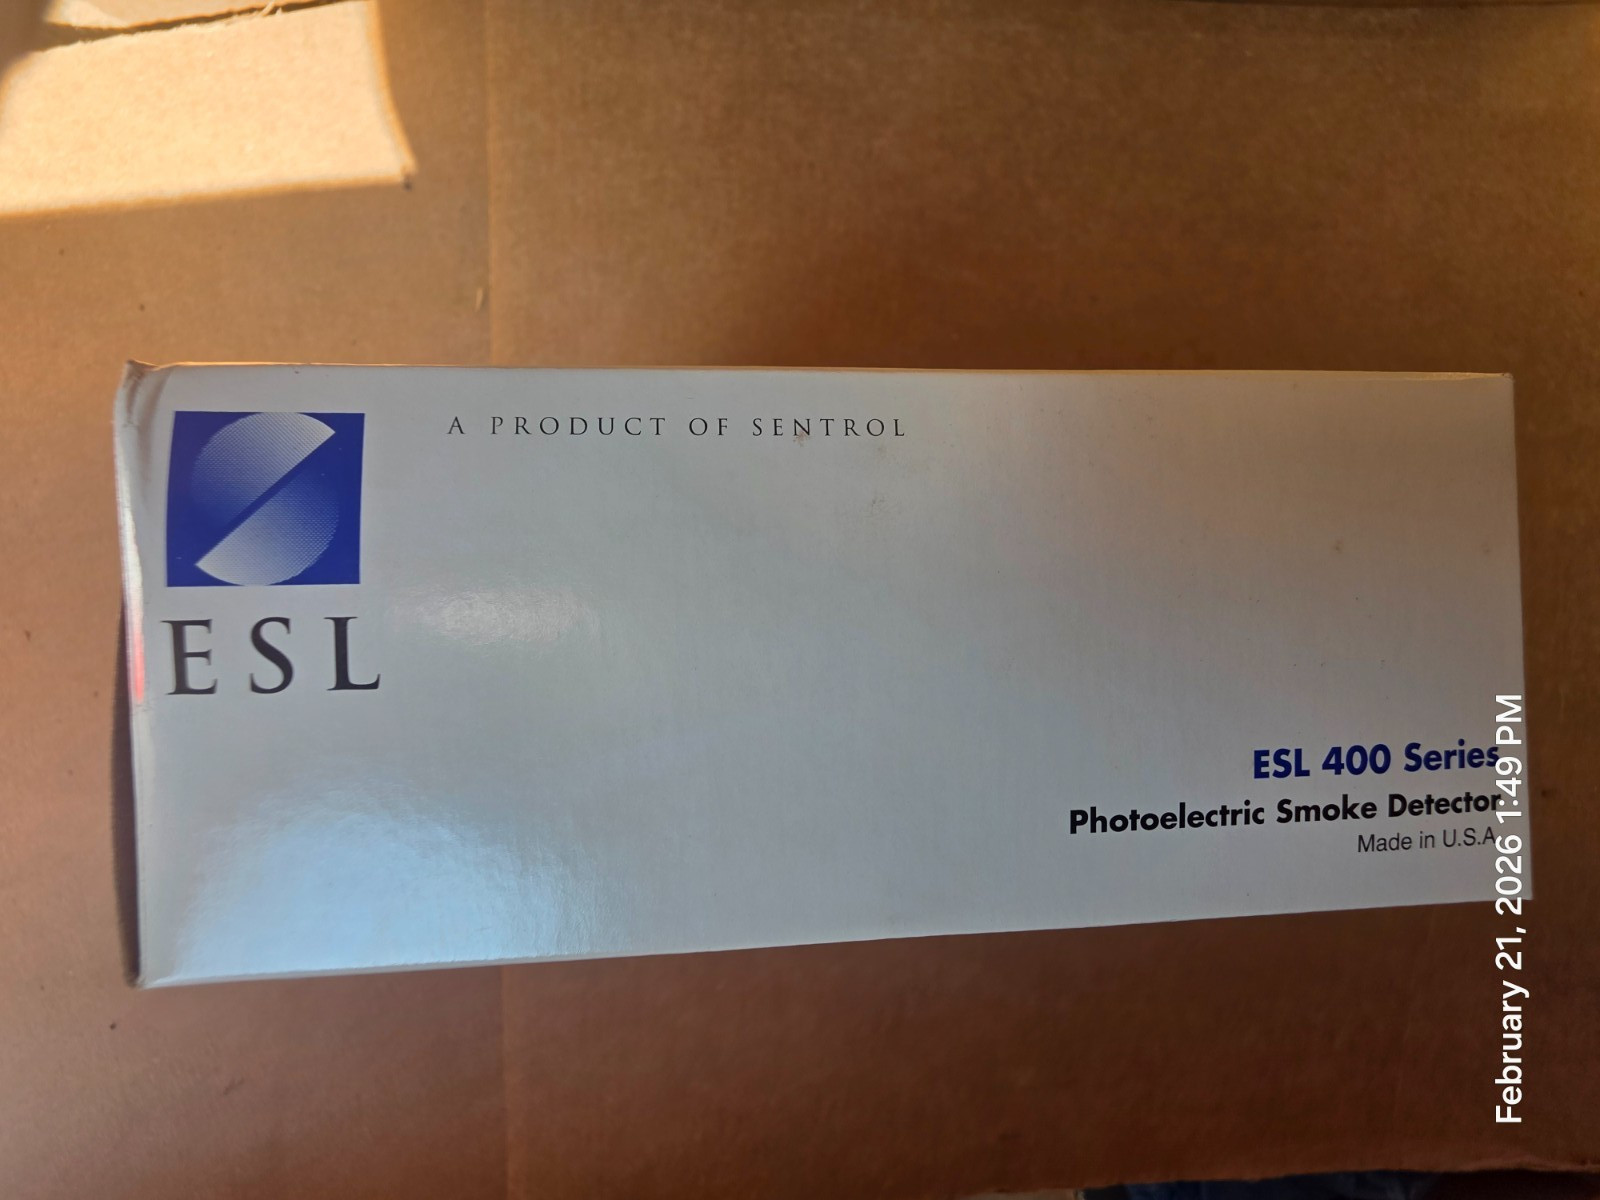 A PRODUCT OF SENTROL
ESL
ESL 400 Series
Photoelectric Smoke Detector
Made in U.S.A.
February 21, 2026 1:49 PM